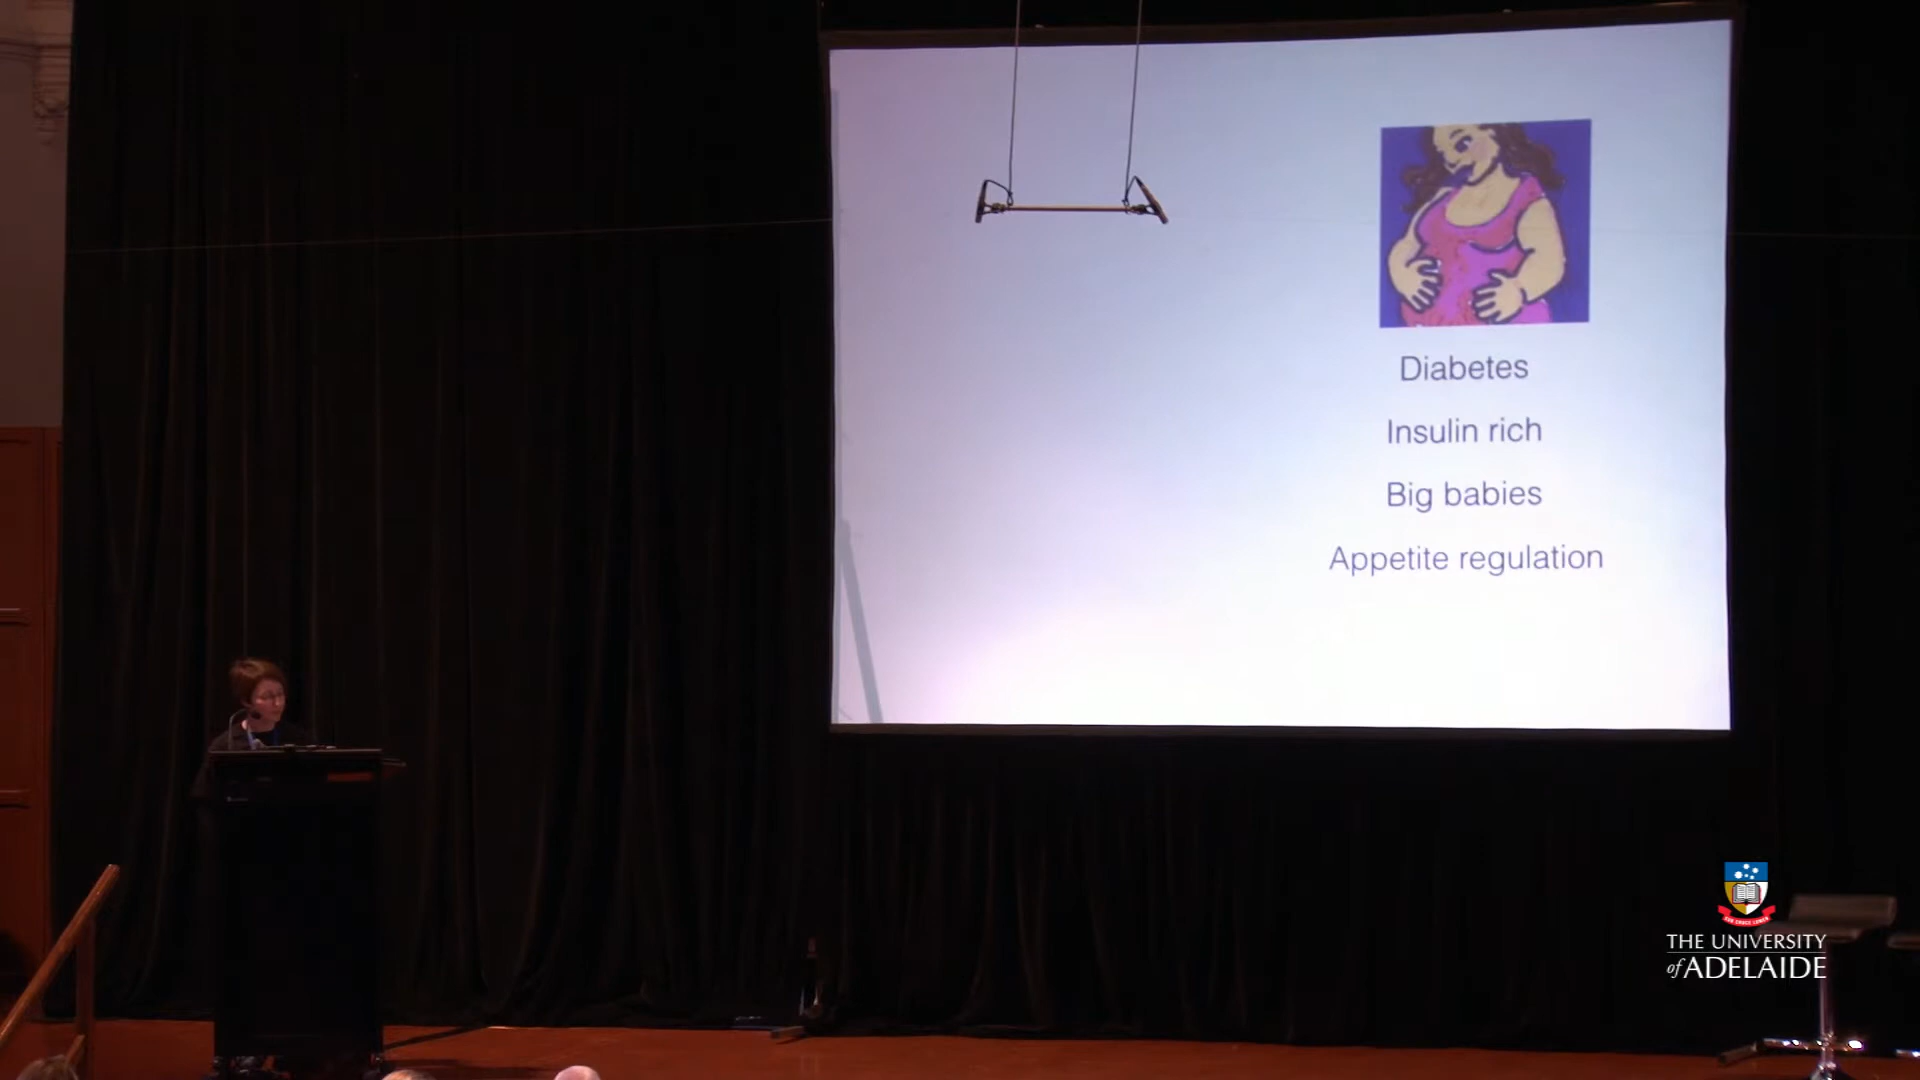 Diabetes
Insulin rich
Big babies
Appetite regulation
THE UNIVERSITY
of ADELAIDE